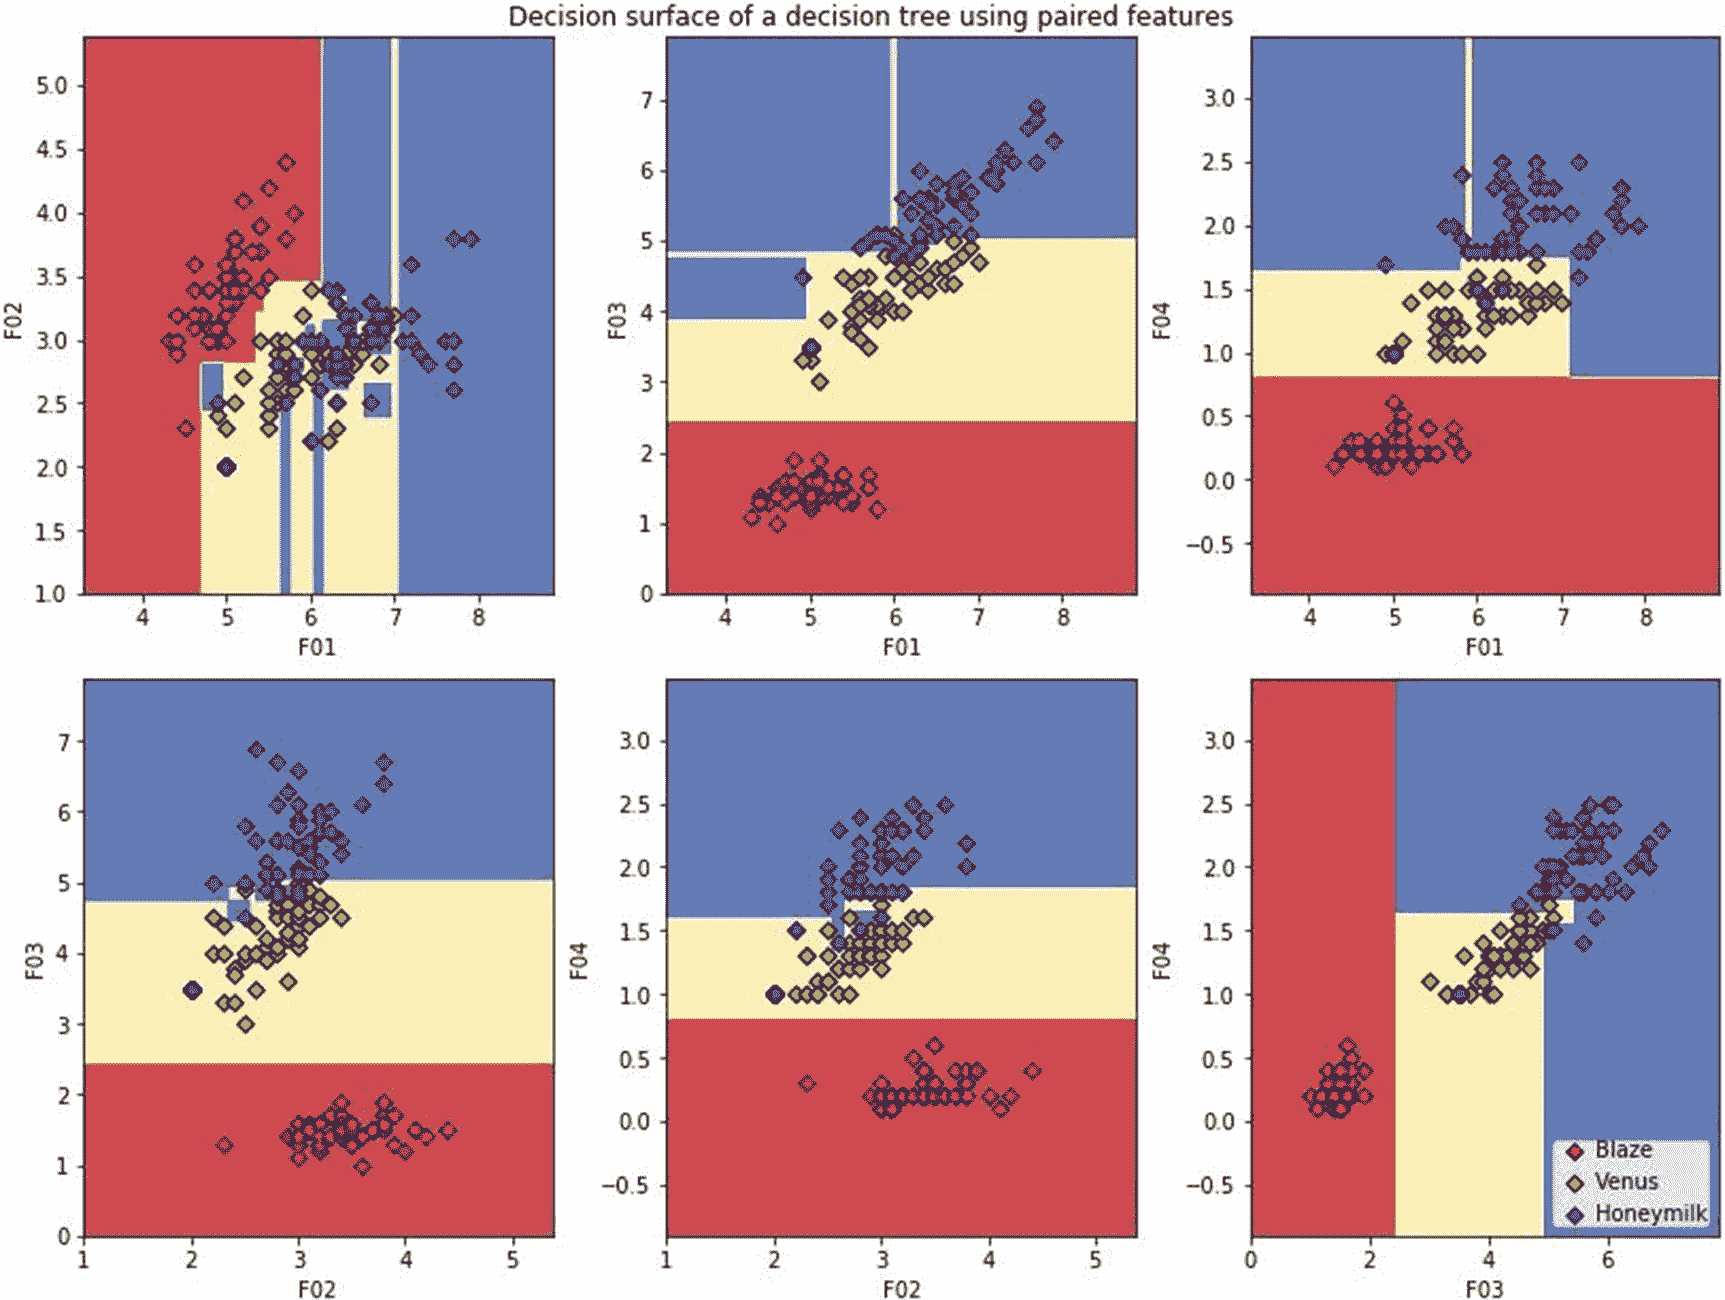 Decision surface of a decision tree using paired features
5.0
4.5
4.0
3.5
3.0
2.5
2.0
1.5
1.0
F02
4 5 6 7 8
F01
7
6
5
4
3
2
1
0
F03
4 5 6 7 8
F01
3.0
2.5
2.0
1.5
1.0
0.5
0.0
−0.5
F04
4 5 6 7 8
F01
7
6
5
4
3
2
1
0
F03
1 2 3 4 5
F02
3.0
2.5
2.0
1.5
1.0
0.5
0.0
−0.5
F04
1 2 3 4 5
F02
3.0
2.5
2.0
1.5
1.0
0.5
0.0
−0.5
F04
0 2 4 6
F03
Blaze
Venus
Honeymilk